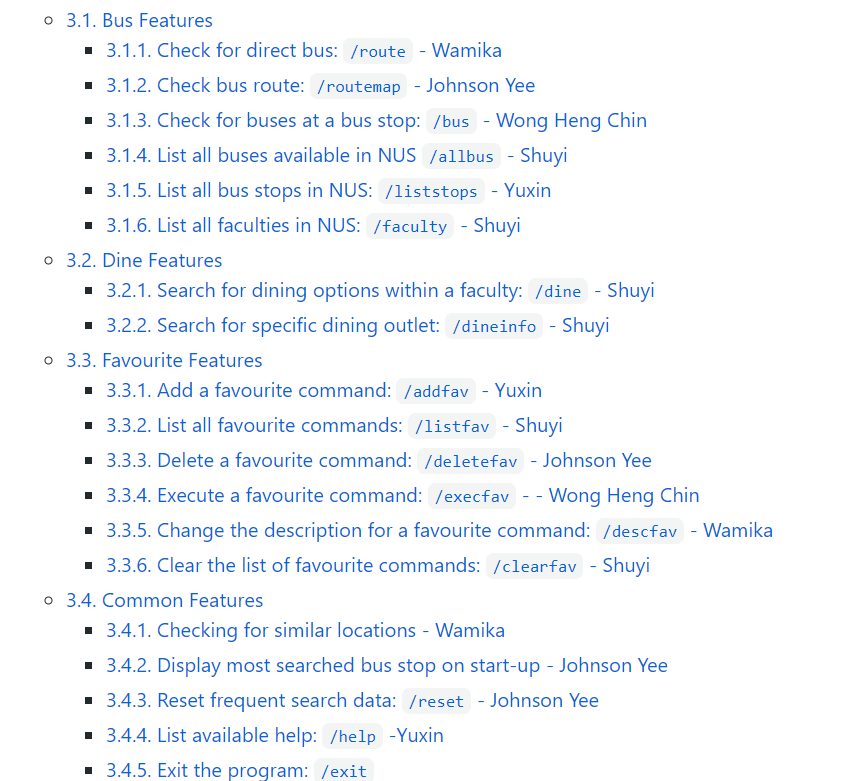 3.1. Bus Features
3.1.1. Check for direct bus: /route - Wamika
3.1.2. Check bus route: /routemap - Johnson Yee
3.1.3. Check for buses at a bus stop: /bus - Wong Heng Chin
3.1.4. List all buses available in NUS /allbus - Shuyi
3.1.5. List all bus stops in NUS: /liststops - Yuxin
3.1.6. List all faculties in NUS: /faculty - Shuyi
3.2. Dine Features
3.2.1. Search for dining options within a faculty: /dine - Shuyi
3.2.2. Search for specific dining outlet: /dineinfo - Shuyi
3.3. Favourite Features
3.3.1. Add a favourite command: /addfav - Yuxin
3.3.2. List all favourite commands: /listfav - Shuyi
3.3.3. Delete a favourite command: /deletefav - Johnson Yee
3.3.4. Execute a favourite command: /execfav - - Wong Heng Chin
3.3.5. Change the description for a favourite command: /descfav - Wamika
3.3.6. Clear the list of favourite commands: /clearfav - Shuyi
3.4. Common Features
3.4.1. Checking for similar locations - Wamika
3.4.2. Display most searched bus stop on start-up - Johnson Yee
3.4.3. Reset frequent search data: /reset - Johnson Yee
3.4.4. List available help: /help -Yuxin
3.4.5. Exit the program: /exit